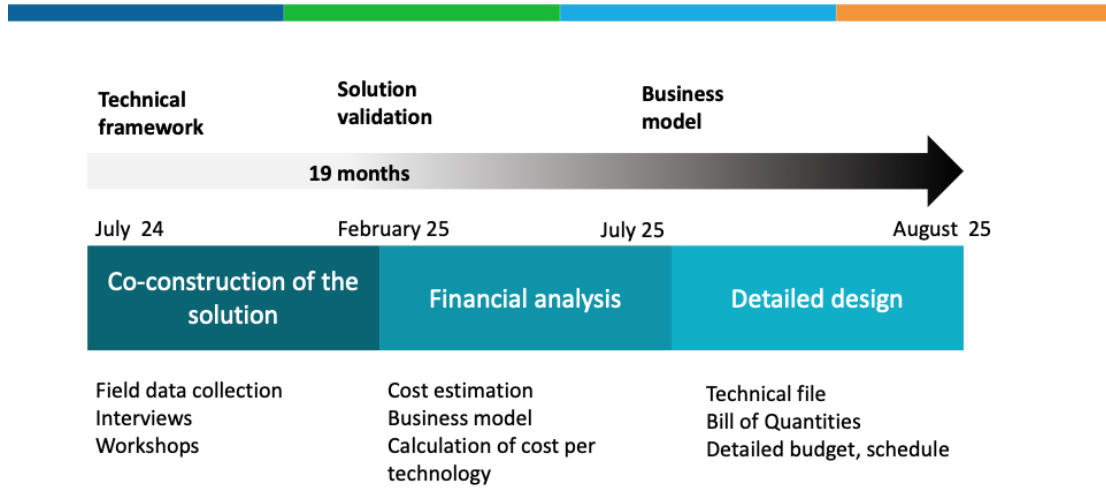 Technical
framework
Solution
validation
Business
model
19 months
July 24
February 25
July 25
August 25
Co-construction of the
solution
Financial analysis
Detailed design
Field data collection
Interviews
Workshops
Cost estimation
Business model
Calculation of cost per
technology
Technical file
Bill of Quantities
Detailed budget, schedule